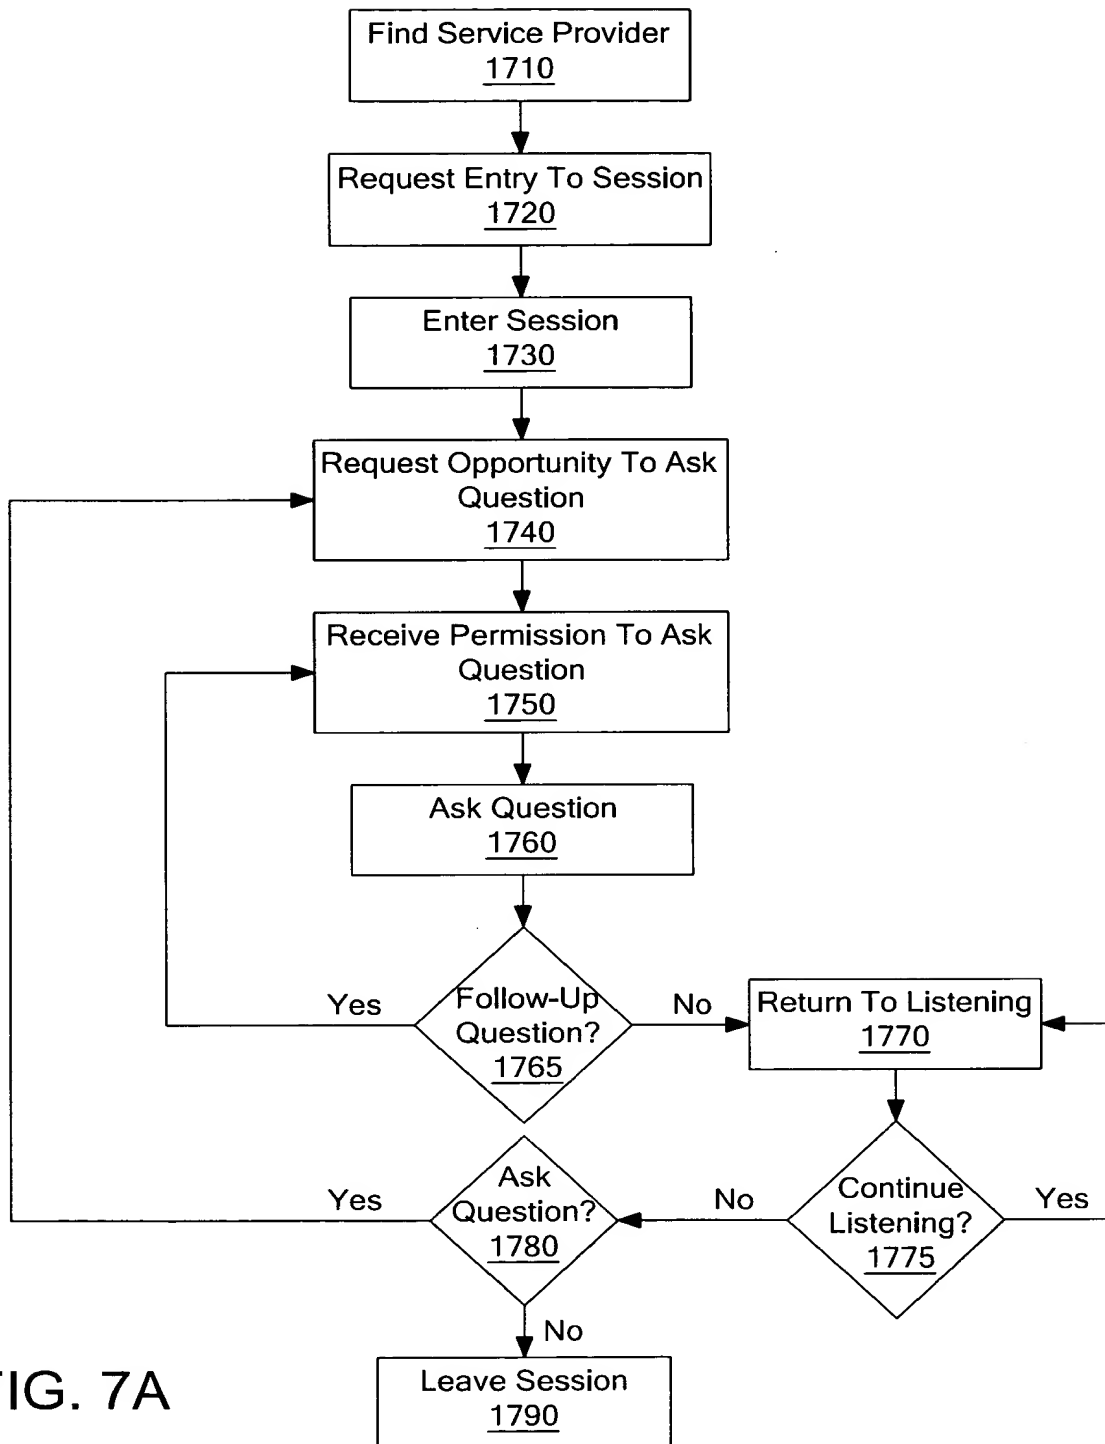 Find Service Provider
1710
Request Entry To Session
1720
Enter Session
1730
Request Opportunity To Ask
Question
1740
Receive Permission To Ask
Question
1750
Ask Question
1760
Yes
Follow-Up
Question?
1765
No
Return To Listening
1770
Yes
Ask
Question?
1780
No
Continue
Listening?
1775
Yes
No
Leave Session
1790
FIG. 7A